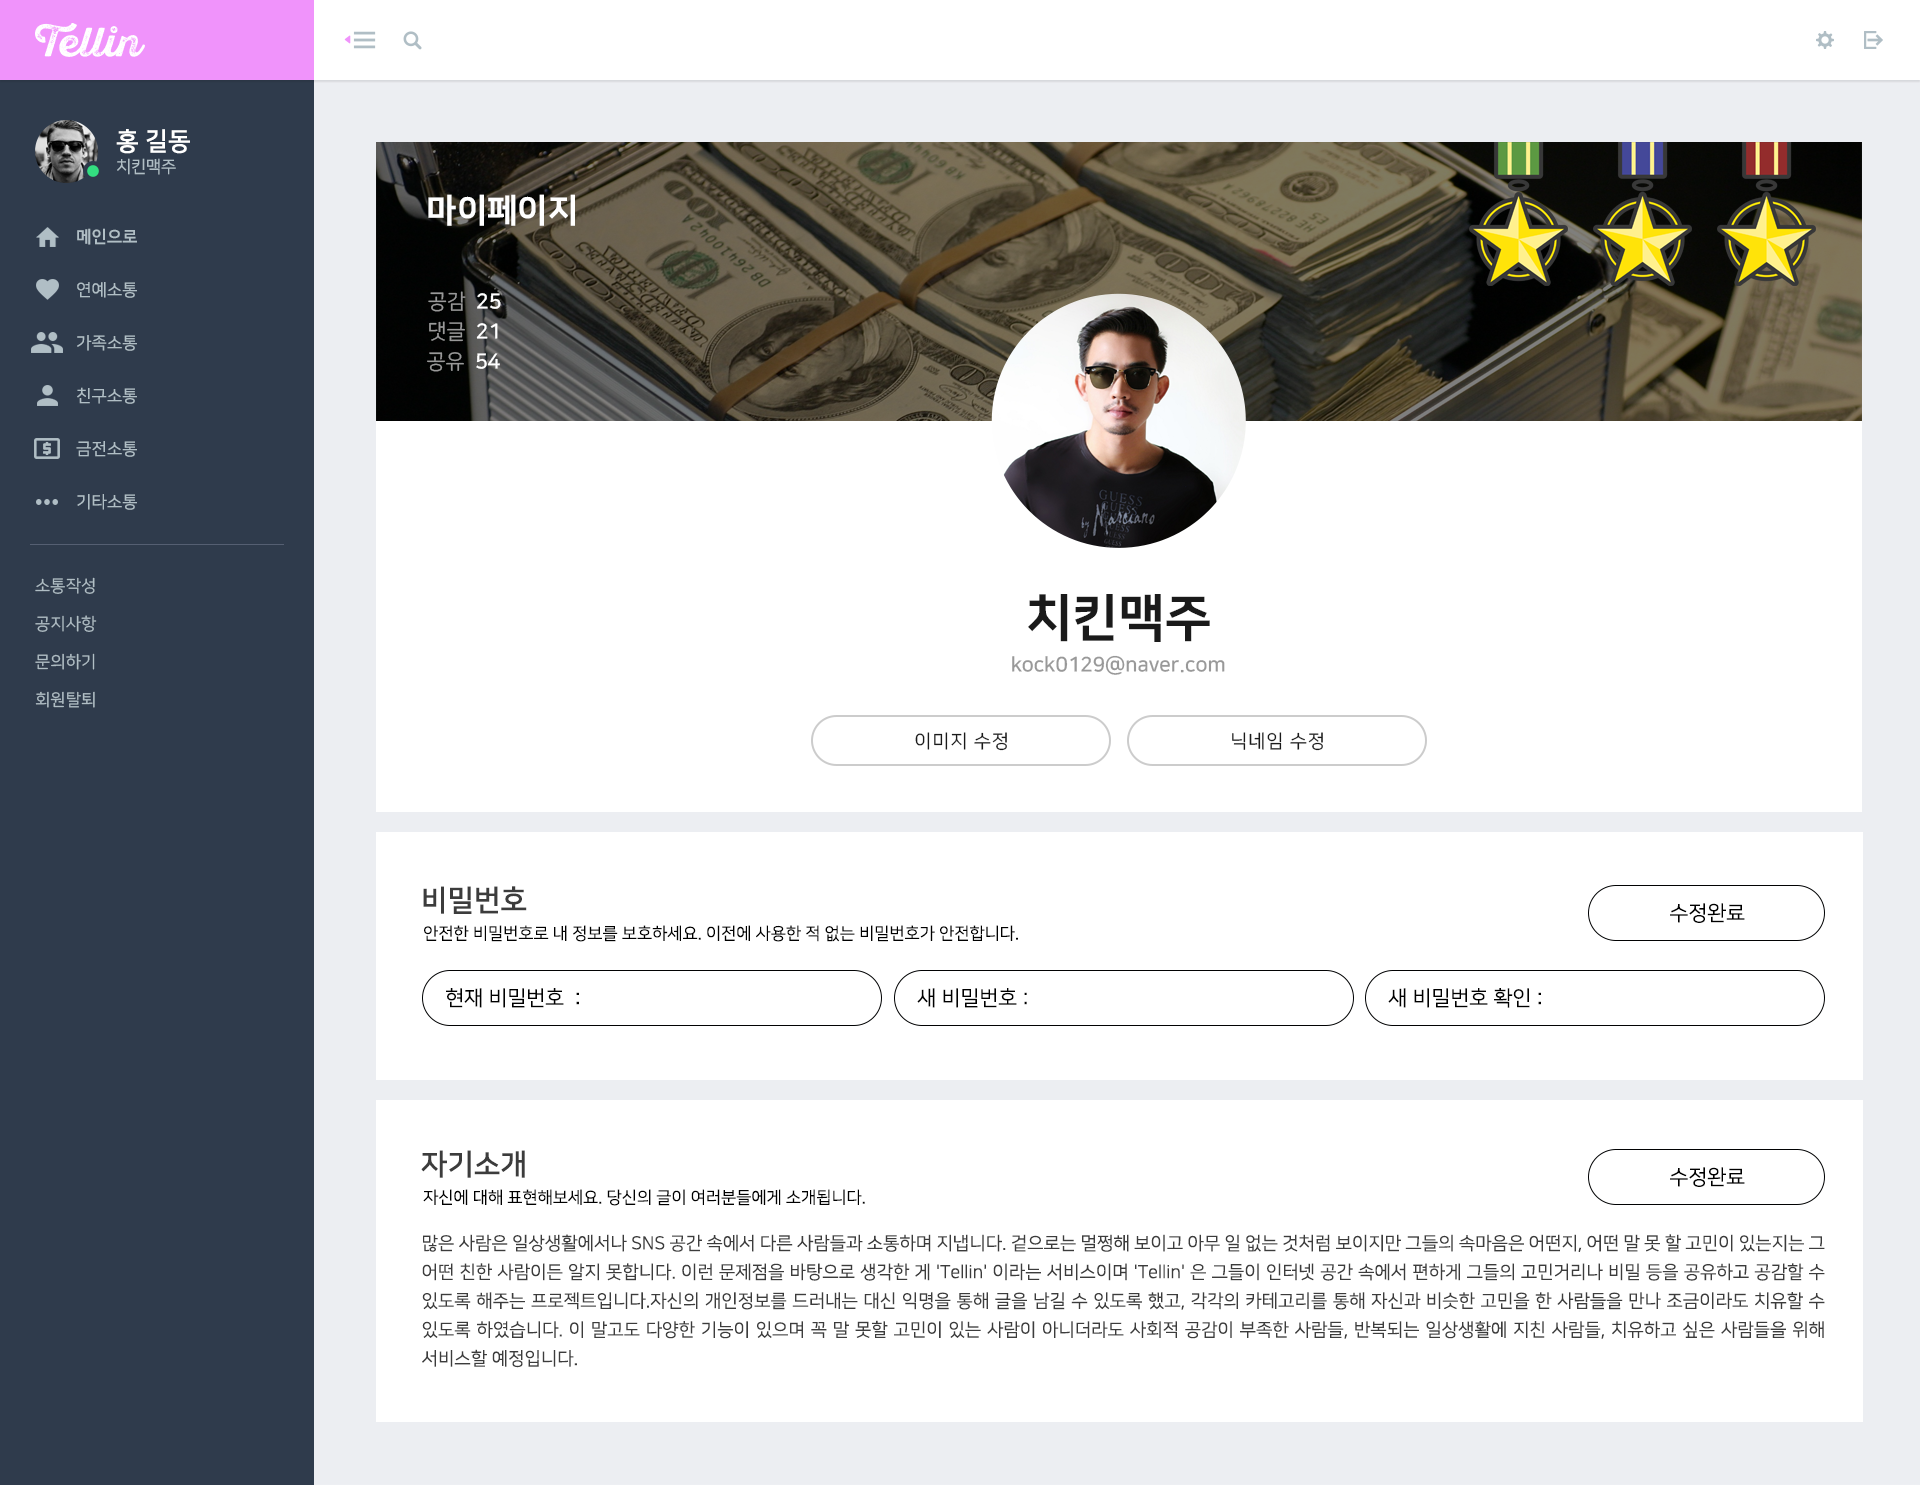 Tellin
홍 길동
치킨맥주
메인으로
연예소통
가족소통
친구소통
금전소통
기타소통
소통작성
공지사항
문의하기
회원탈퇴
마이페이지
공감 25
댓글 21
공유 54
GUESS
by Marciano
치킨맥주
kock0129@naver.com
이미지 수정
닉네임 수정
비밀번호
안전한 비밀번호로 내 정보를 보호하세요. 이전에 사용한 적 없는 비밀번호가 안전합니다.
수정완료
현재 비밀번호 :
새 비밀번호 :
새 비밀번호 확인 :
자기소개
자신에 대해 표현해보세요. 당신의 글이 여러분들에게 소개됩니다.
수정완료
많은 사람은 일상생활에서나 SNS 공간 속에서 다른 사람들과 소통하며 지냅니다. 겉으로는 멀쩡해 보이고 아무 일 없는 것처럼 보이지만 그들의 속마음은 어떤지, 어떤 말 못 할 고민이 있는지는 그
어떤 친한 사람이든 알지 못합니다. 이런 문제점을 바탕으로 생각한 게 'Tellin' 이라는 서비스이며 'Tellin' 은 그들이 인터넷 공간 속에서 편하게 그들의 고민거리나 비밀 등을 공유하고 공감할 수
있도록 해주는 프로젝트입니다.자신의 개인정보를 드러내는 대신 익명을 통해 글을 남길 수 있도록 했고, 각각의 카테고리를 통해 자신과 비슷한 고민을 한 사람들을 만나 조금이라도 치유할 수
있도록 하였습니다. 이 말고도 다양한 기능이 있으며 꼭 말 못할 고민이 있는 사람이 아니더라도 사회적 공감이 부족한 사람들, 반복되는 일상생활에 지친 사람들, 치유하고 싶은 사람들을 위해
서비스할 예정입니다.